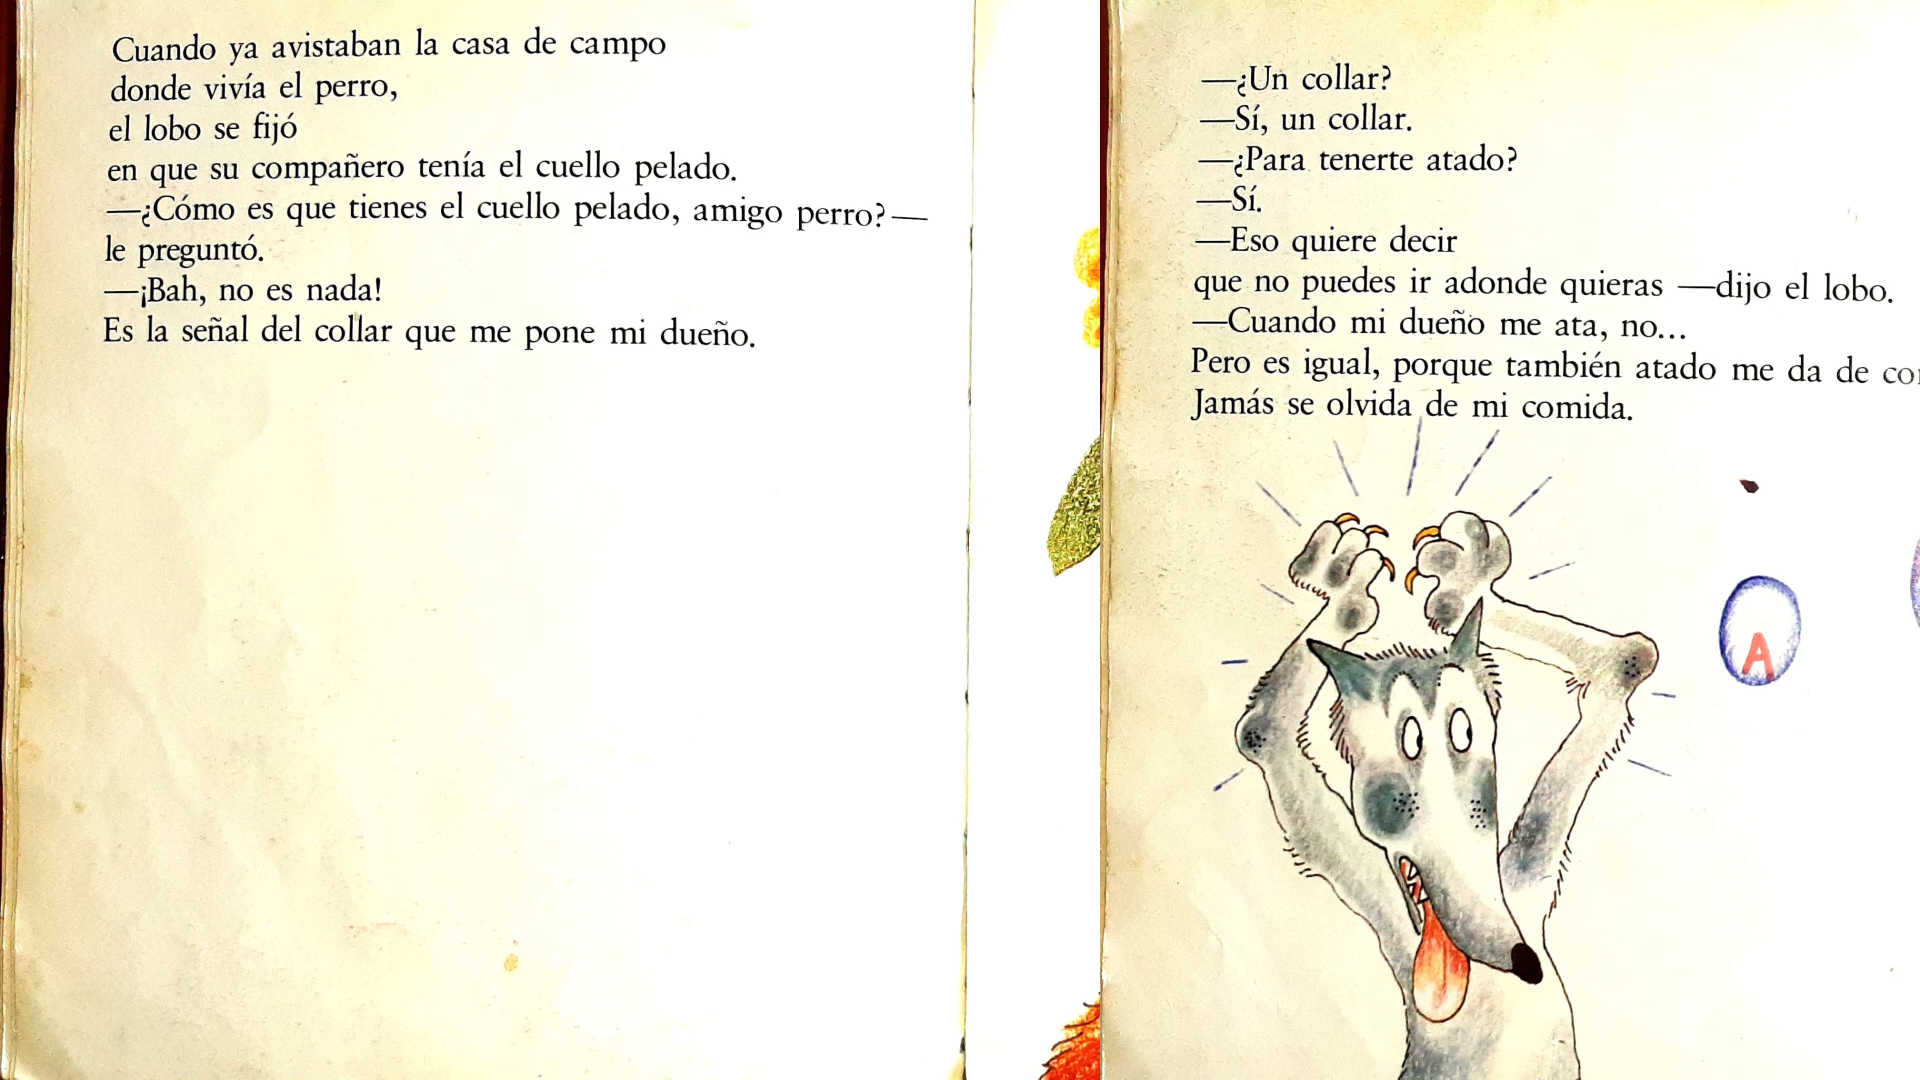 Cuando ya avistaban la casa de campo
donde vivía el perro,
el lobo se fijó
en que su compañero tenía el cuello pelado.
—¿Cómo es que tienes el cuello pelado, amigo perro?—
le preguntó.
—¡Bah, no es nada!
Es la señal del collar que me pone mi dueño.
—¿Un collar?
—Sí, un collar.
—¿Para tenerte atado?
—Sí.
—Eso quiere decir
que no puedes ir adonde quieras —dijo el lobo.
—Cuando mi dueño me ata, no...
Pero es igual, porque también atado me da de
Jamás se olvida de mi comida.
A